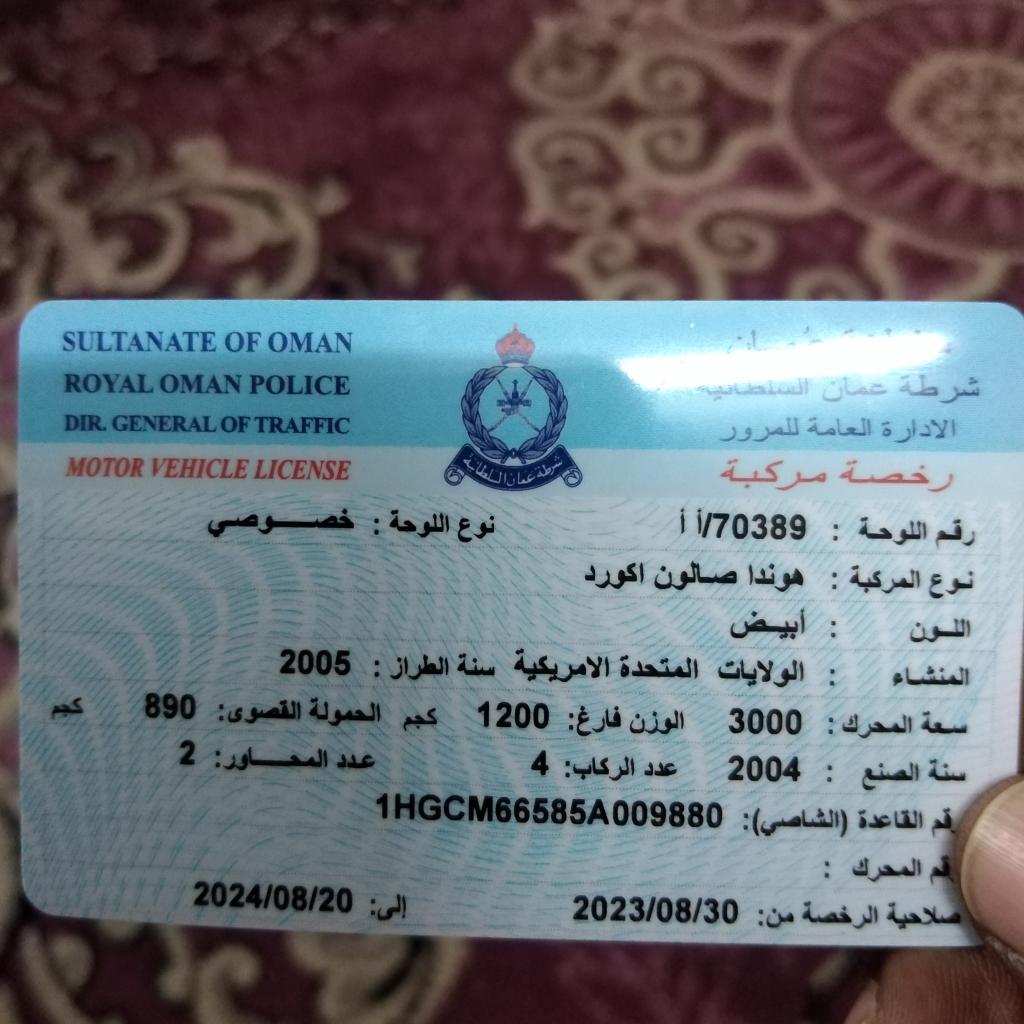 SULTANATE OF OMAN
ROYAL OMAN POLICE
DIR. GENERAL OF TRAFFIC
MOTOR VEHICLE LICENSE
شرطة عمان السلطانية
شرطة عمان السلطانية
الادارة العامة للمرور
رخصة مركبة
رقم اللوحة : 70389/أ أ نوع اللوحة : خصوصي
نوع المركبة : هوندا صالون اكورد
اللون : أبيض
المنشاء : الولايات المتحدة الامريكية سنة الطراز : 2005
سعة المحرك: 3000 الوزن فارغ: 1200 كجم الحمولة القصوى: 890 كجم
سنة الصنع : 2004 عدد الركاب: 4 عدد المحاور: 2
رقم القاعدة (الشاصي): 1HGCM66585A009880
رقم المحرك :
صلاحية الرخصة من: 2023/08/30 إلى: 2024/08/20